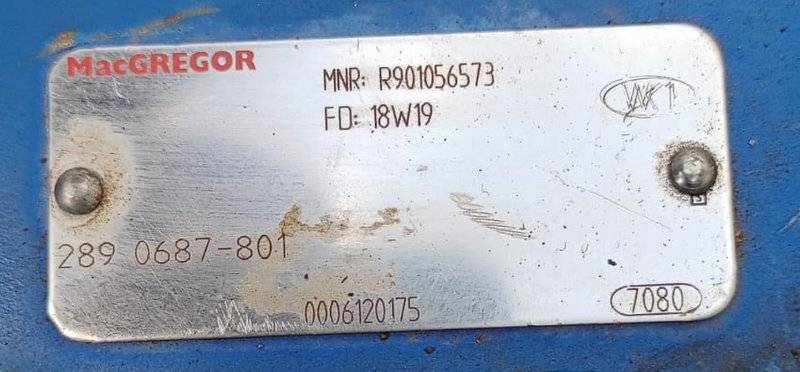 MacGREGOR
MNR: R901056573
FD: 18W19
289 0687-801
0006120175
7080